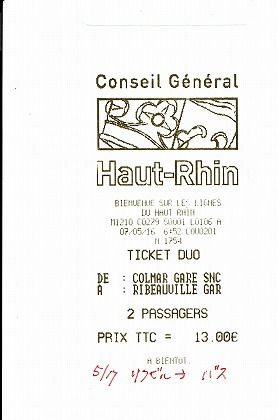 Conseil Général
Haut-Rhin
BIENVENUE SUR LES LIGNES
DU HAUT RHIN
M1210 C0279 S0001 L0106 A
07/05/16 6:52 C0V0201
N 1754
TICKET DUO
DE : COLMAR GARE SNC
A : RIBEAUVILLE GAR
2 PASSAGERS
PRIX TTC = 13.00€
A BIENTOT.
5/7 リクビル→ バス